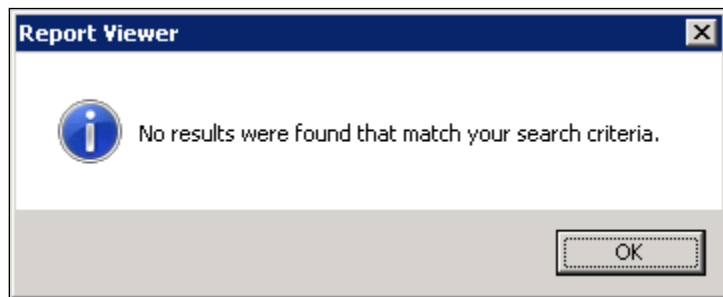 Report Viewer
No results were found that match your search criteria.
OK